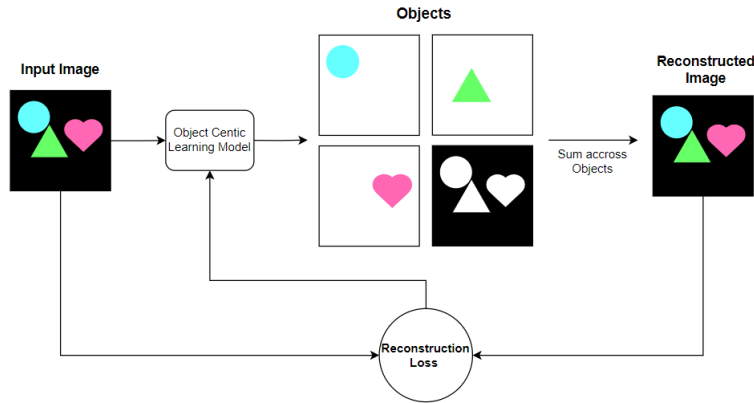 Objects
Input Image
Reconstructed
Image
Object Centic
Learning Model
Sum accross
Objects
Reconstruction
Loss